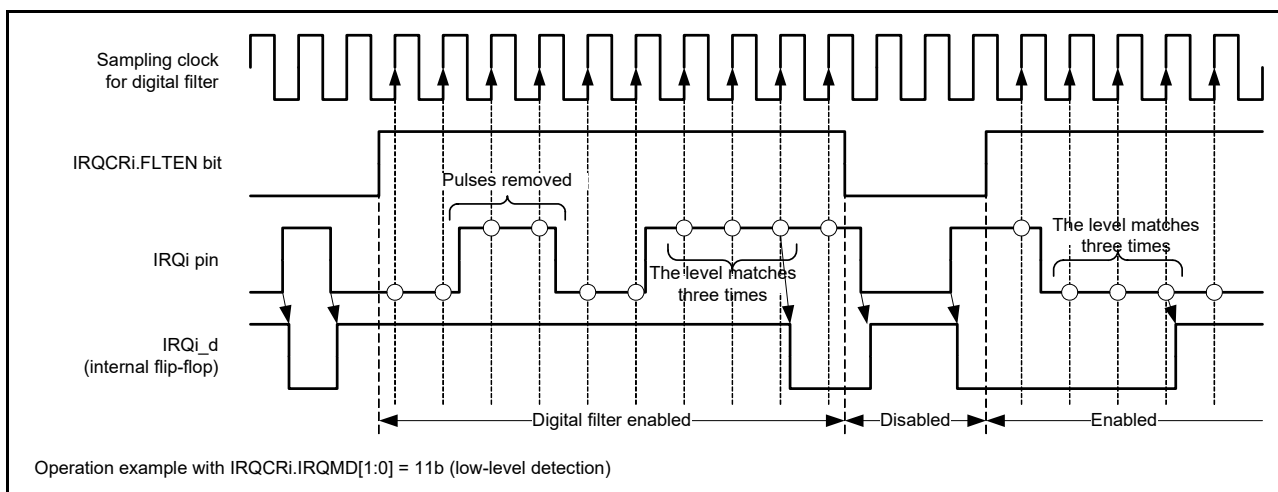 Sampling clock
for digital filter
IRQCRi.FLTEN bit
Pulses removed
The level matches
three times
IRQi pin
The level matches
three times
IRQi_d
(internal flip-flop)
Digital filter enabled
Disabled
Enabled
Operation example with IRQCRi.IRQMD[1:0] = 11b (low-level detection)